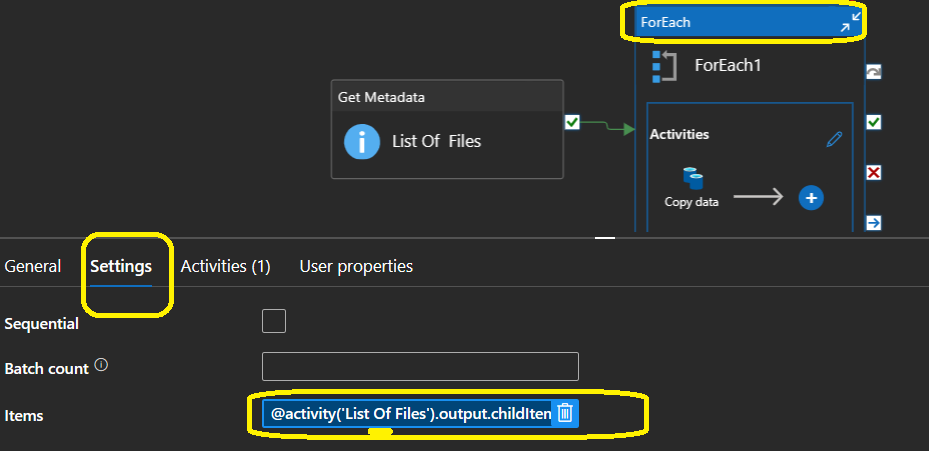 ForEach
ForEach1
Get Metadata
List Of  Files
Activities
Copy data
General
Settings
Activities (1)
User properties
Sequential
Batch count
Items
@activity('List Of Files').output.childIten